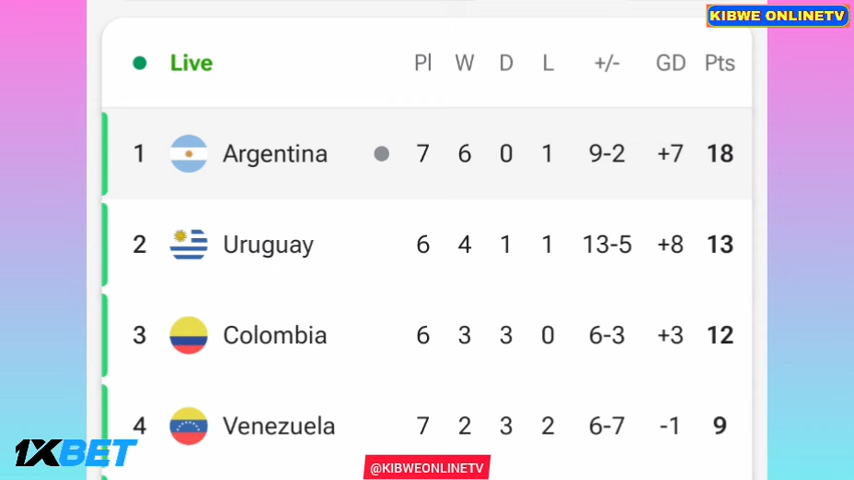 KIBWE ONLINETV
Live Pl W D L +/- GD Pts
1 Argentina 7 6 0 1 9-2 +7 18
2 Uruguay 6 4 1 1 13-5 +8 13
3 Colombia 6 3 3 0 6-3 +3 12
4 Venezuela 7 2 3 2 6-7 -1 9
1XBET
@KIBWEONLINETV